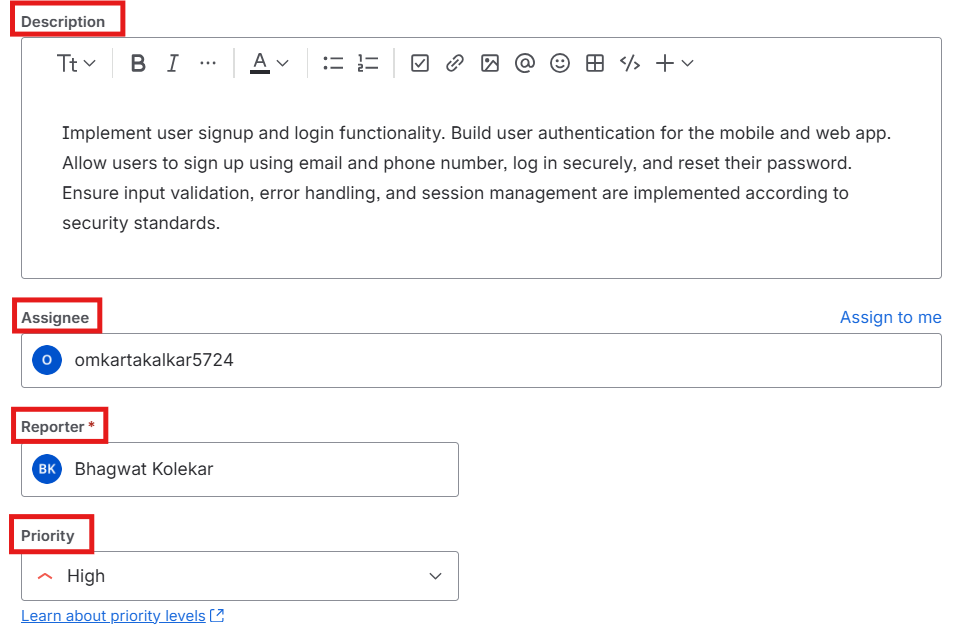 Description
Tt B I ... A @ </> +
Implement user signup and login functionality. Build user authentication for the mobile and web app.
Allow users to sign up using email and phone number, log in securely, and reset their password.
Ensure input validation, error handling, and session management are implemented according to
security standards.
Assignee Assign to me
O omkartakalkar5724
Reporter *
BK Bhagwat Kolekar
Priority
High
Learn about priority levels